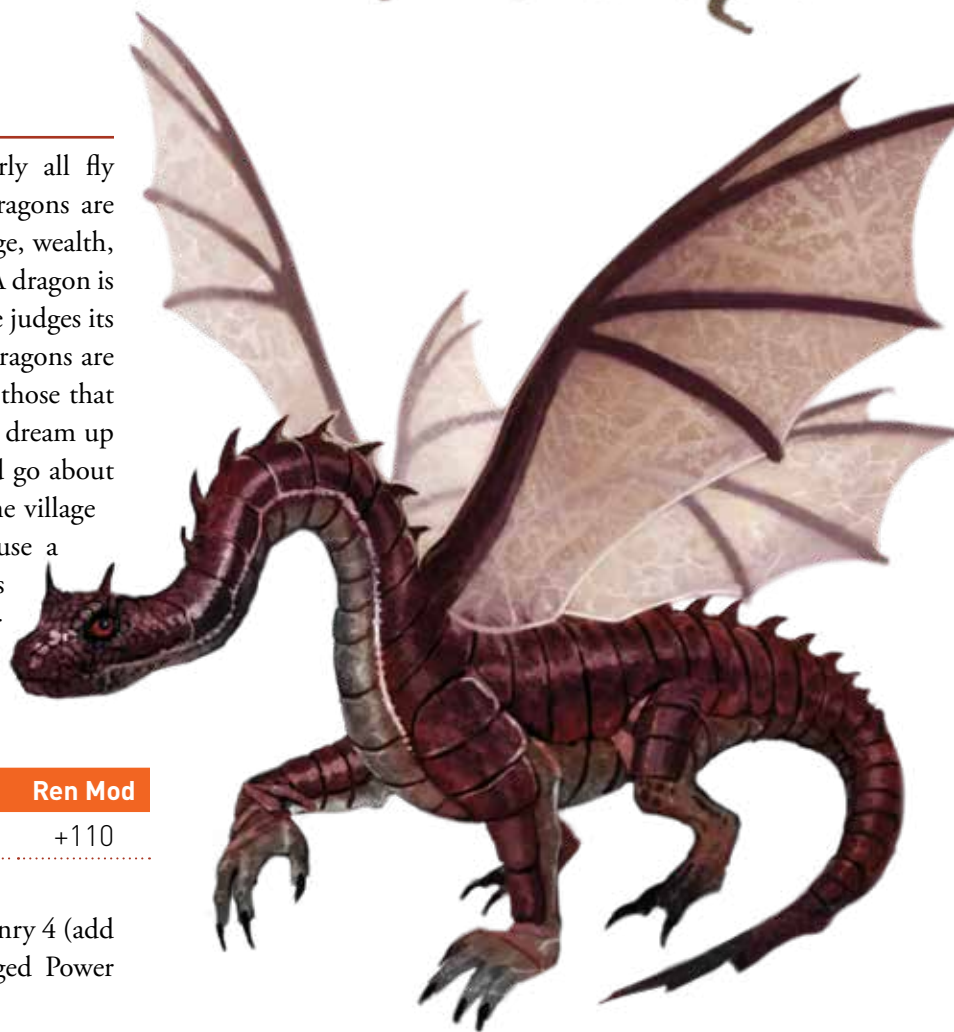 rly all fly
ragons are
ge, wealth,
A dragon is
e judges its
ragons are
those that
dream up
l go about
ne village
use a
s
Ren Mod
+110
nry 4 (add
ged Power